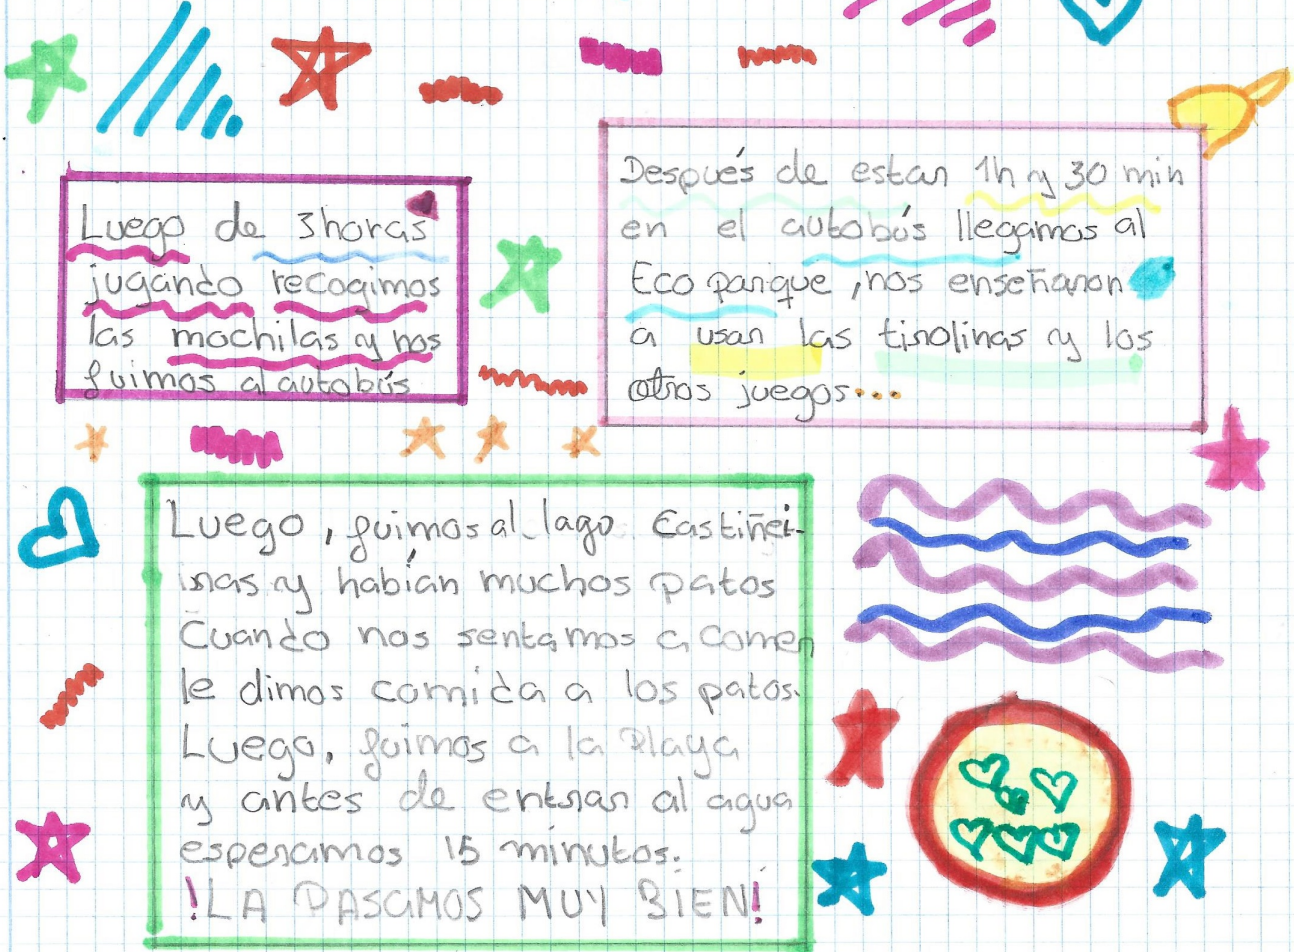 Después de estar 1h y 30 min
en el autobús llegamos al
Eco parque, nos enseñaron
a usar las tirolinas y los
otros juegos...
Luego de 3 horas
jugando recogimos
las mochilas y nos
fuimos al autobús
Luego, fuimos al lago Castiñei-
iras y habían muchos patos
Cuando nos sentamos a comer
le dimos comida a los patos.
Luego, fuimos a la Playa
y antes de entrar al agua
esperamos 15 minutos.
!LA PASAMOS MUY BIEN!